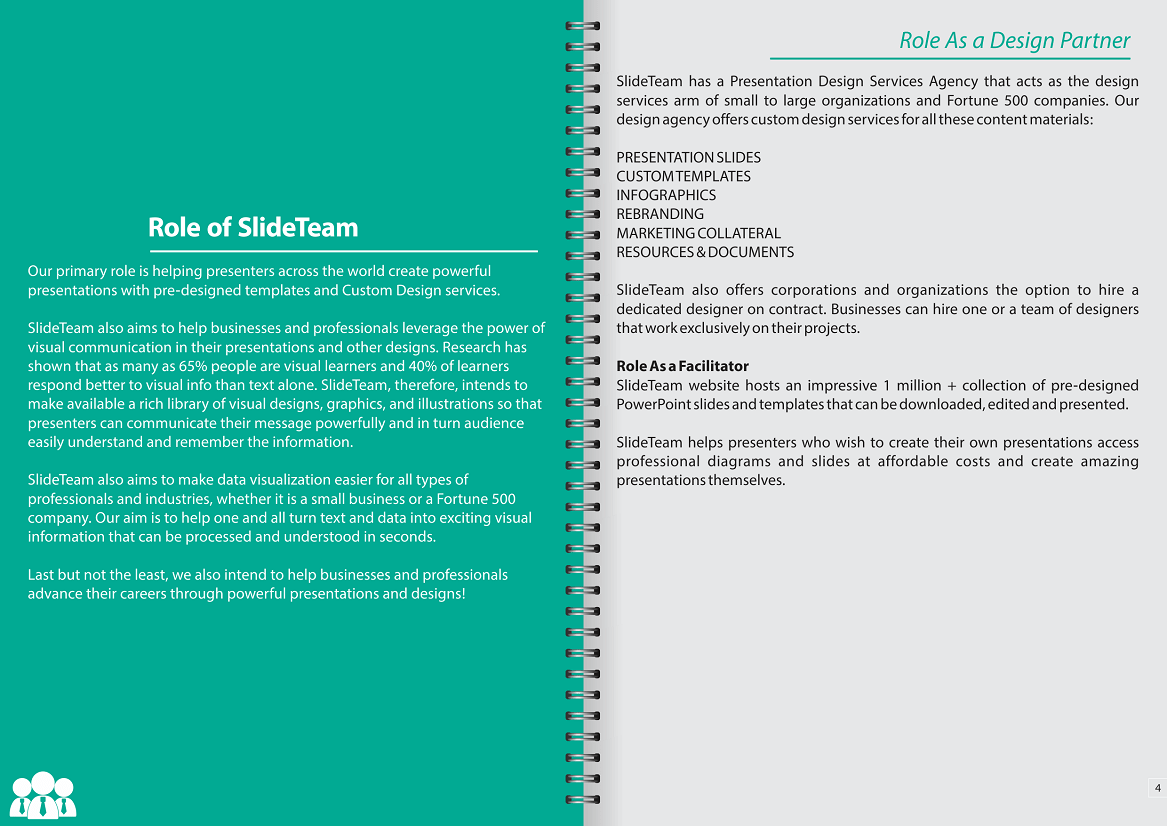 Role of SlideTeam
Our primary role is helping presenters across the world create powerful
presentations with pre-designed templates and Custom Design services.
SlideTeam also aims to help businesses and professionals leverage the power of
visual communication in their presentations and other designs. Research has
shown that as many as 65% people are visual learners and 40% of learners
respond better to visual info than text alone. SlideTeam, therefore, intends to
make available a rich library of visual designs, graphics, and illustrations so that
presenters can communicate their message powerfully and in turn audience
easily understand and remember the information.
SlideTeam also aims to make data visualization easier for all types of
professionals and industries, whether it is a small business or a Fortune 500
company. Our aim is to help one and all turn text and data into exciting visual
information that can be processed and understood in seconds.
Last but not the least, we also intend to help businesses and professionals
advance their careers through powerful presentations and designs!
Role As a Design Partner
SlideTeam has a Presentation Design Services Agency that acts as the design
services arm of small to large organizations and Fortune 500 companies. Our
design agency offers custom design services for all these content materials:
PRESENTATION SLIDES
CUSTOM TEMPLATES
INFOGRAPHICS
REBRANDING
MARKETING COLLATERAL
RESOURCES & DOCUMENTS
SlideTeam also offers corporations and organizations the option to hire a
dedicated designer on contract. Businesses can hire one or a team of designers
that work exclusively on their projects.
Role As a Facilitator
SlideTeam website hosts an impressive 1 million + collection of pre-designed
PowerPoint slides and templates that can be downloaded, edited and presented.
SlideTeam helps presenters who wish to create their own presentations access
professional diagrams and slides at affordable costs and create amazing
presentations themselves.
4